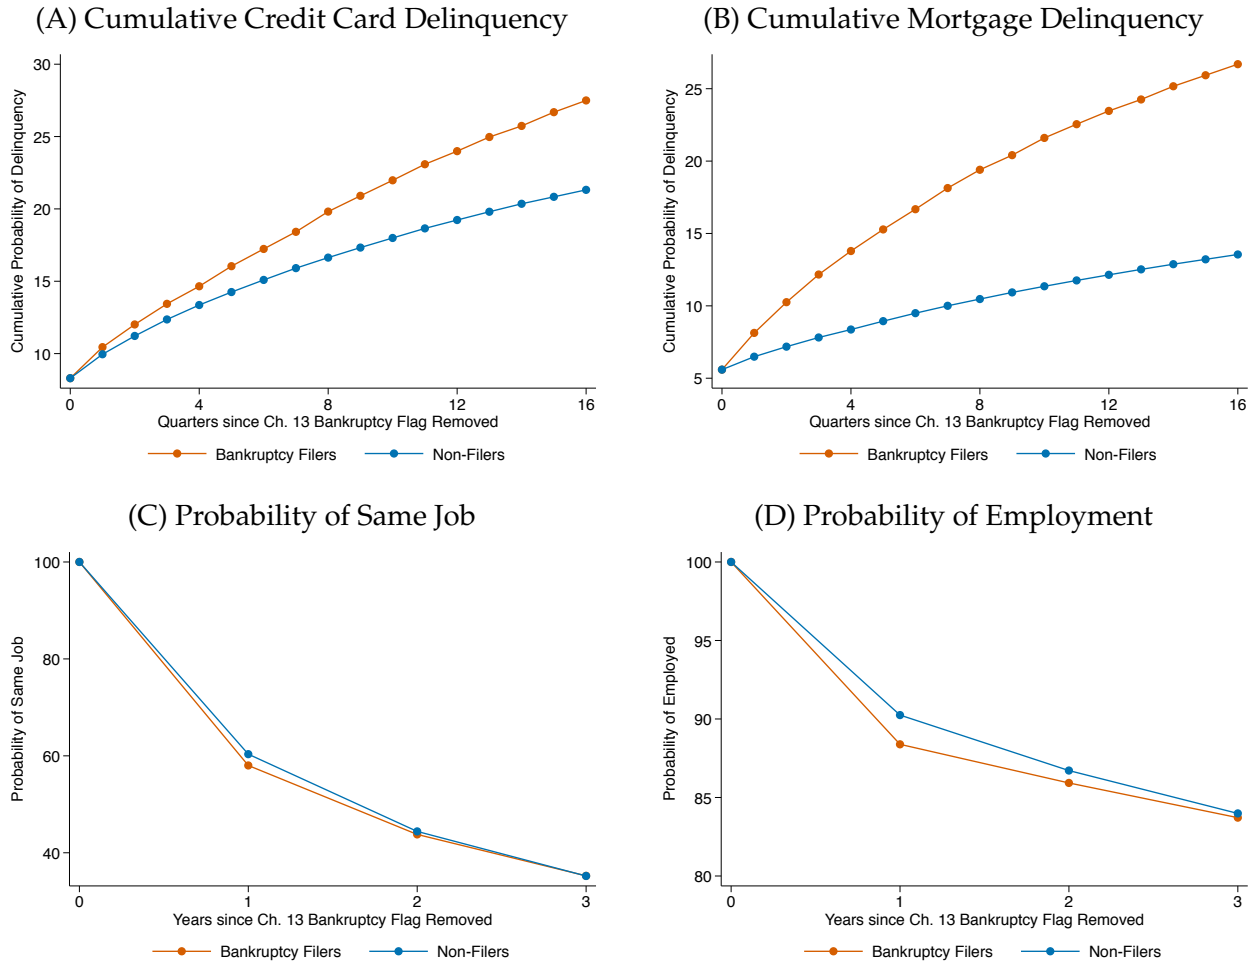 (A) Cumulative Credit Card Delinquency
Cumulative Probability of Delinquency
30
25
20
15
10
0 4 8 12 16
Quarters since Ch. 13 Bankruptcy Flag Removed
Bankruptcy Filers Non-Filers
(B) Cumulative Mortgage Delinquency
Cumulative Probability of Delinquency
25
20
15
10
5
0 4 8 12 16
Quarters since Ch. 13 Bankruptcy Flag Removed
Bankruptcy Filers Non-Filers
(C) Probability of Same Job
Probability of Same Job
100
80
60
40
0 1 2 3
Years since Ch. 13 Bankruptcy Flag Removed
Bankruptcy Filers Non-Filers
(D) Probability of Employment
Probability of Employed
100
95
90
85
80
0 1 2 3
Years since Ch. 13 Bankruptcy Flag Removed
Bankruptcy Filers Non-Filers